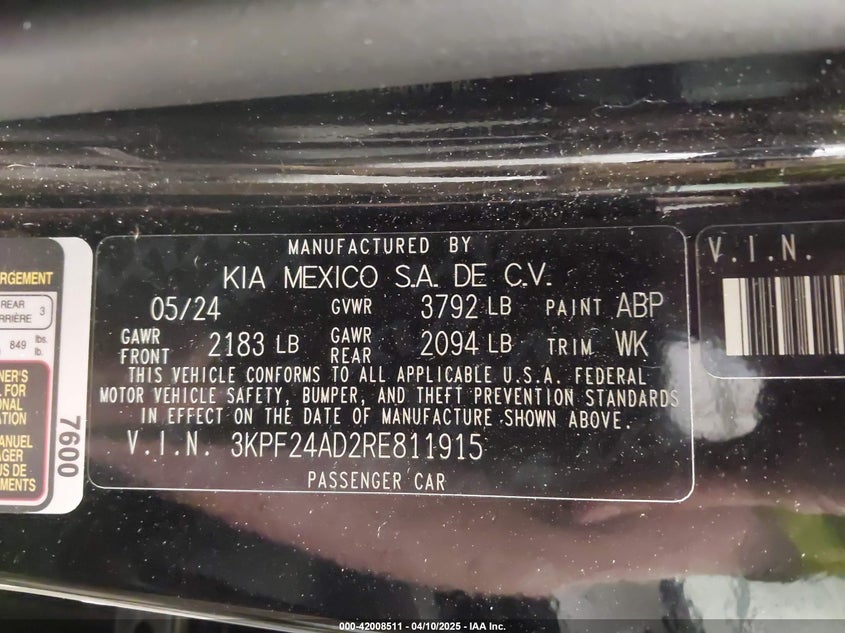 MANUFACTURED BY
KIA MEXICO S.A. DE C.V.
05/24 GVWR 3792 LB PAINT ABP
GAWR FRONT 2183 LB GAWR REAR 2094 LB TRIM WK
THIS VEHICLE CONFORMS TO ALL APPLICABLE U.S.A. FEDERAL
MOTOR VEHICLE SAFETY, BUMPER, AND THEFT PREVENTION STANDARDS
IN EFFECT ON THE DATE OF MANUFACTURE SHOWN ABOVE.
V.I.N. 3KPF24AD2RE811915
PASSENGER CAR
V.I.N.
REAR 3
849 lbs.
7600
000-42008511 - 04/10/2025 - IAA Inc.